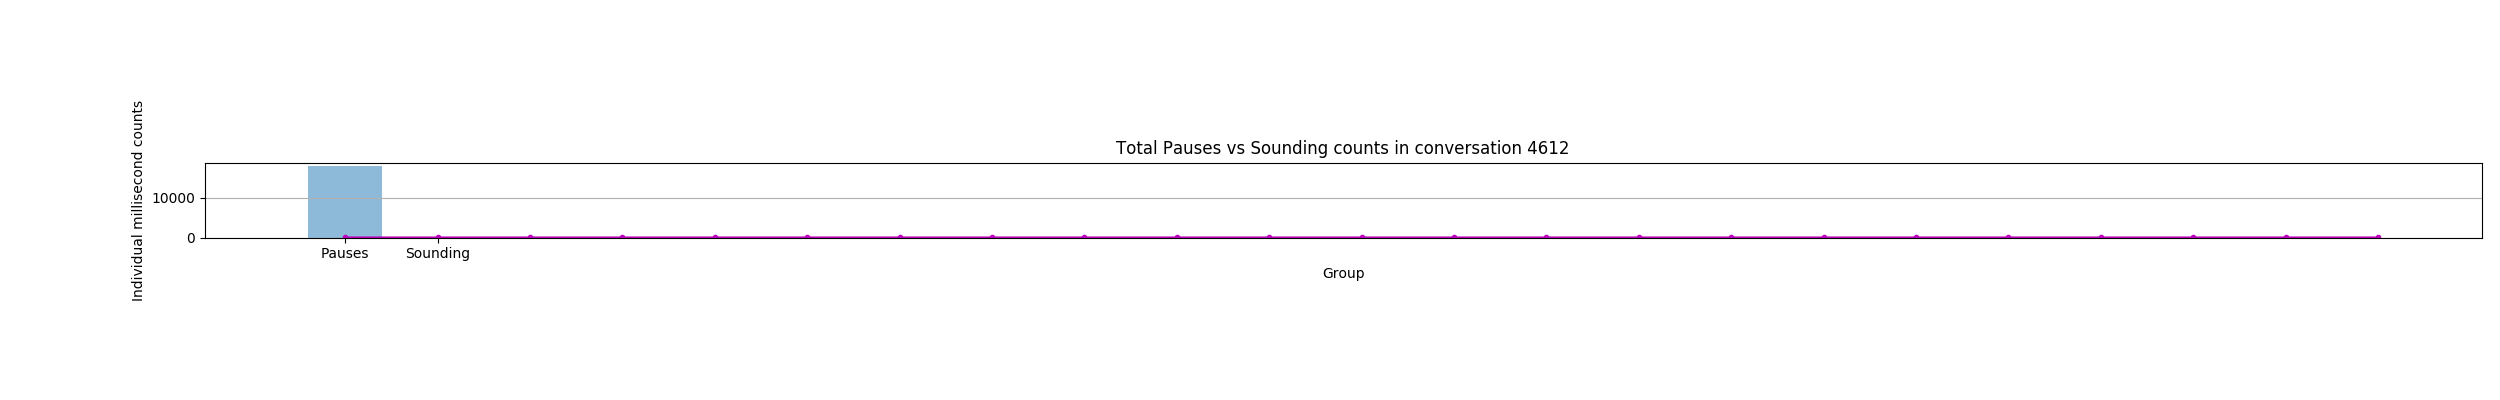 Total Pauses vs Sounding counts in conversation 4612
Individual millisecond counts
10000
0
Pauses
Sounding
Group